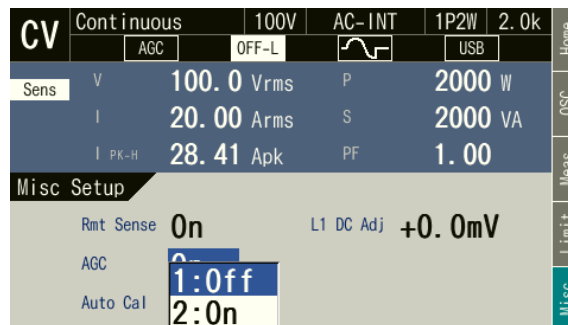 CV Continuous 100V AC-INT 1P2W 2.0k
AGC OFF-L USB
Sens V 100.0 Vrms P 2000 W
I 20.00 Arms S 2000 VA
I PK-H 28.41 Apk PF 1.00
Misc Setup
Rmt Sense On L1 DC Adj +0.0mV
AGC On
1:Off
Auto Cal 2:On
Home
OSC
Meas
Limit
Misc